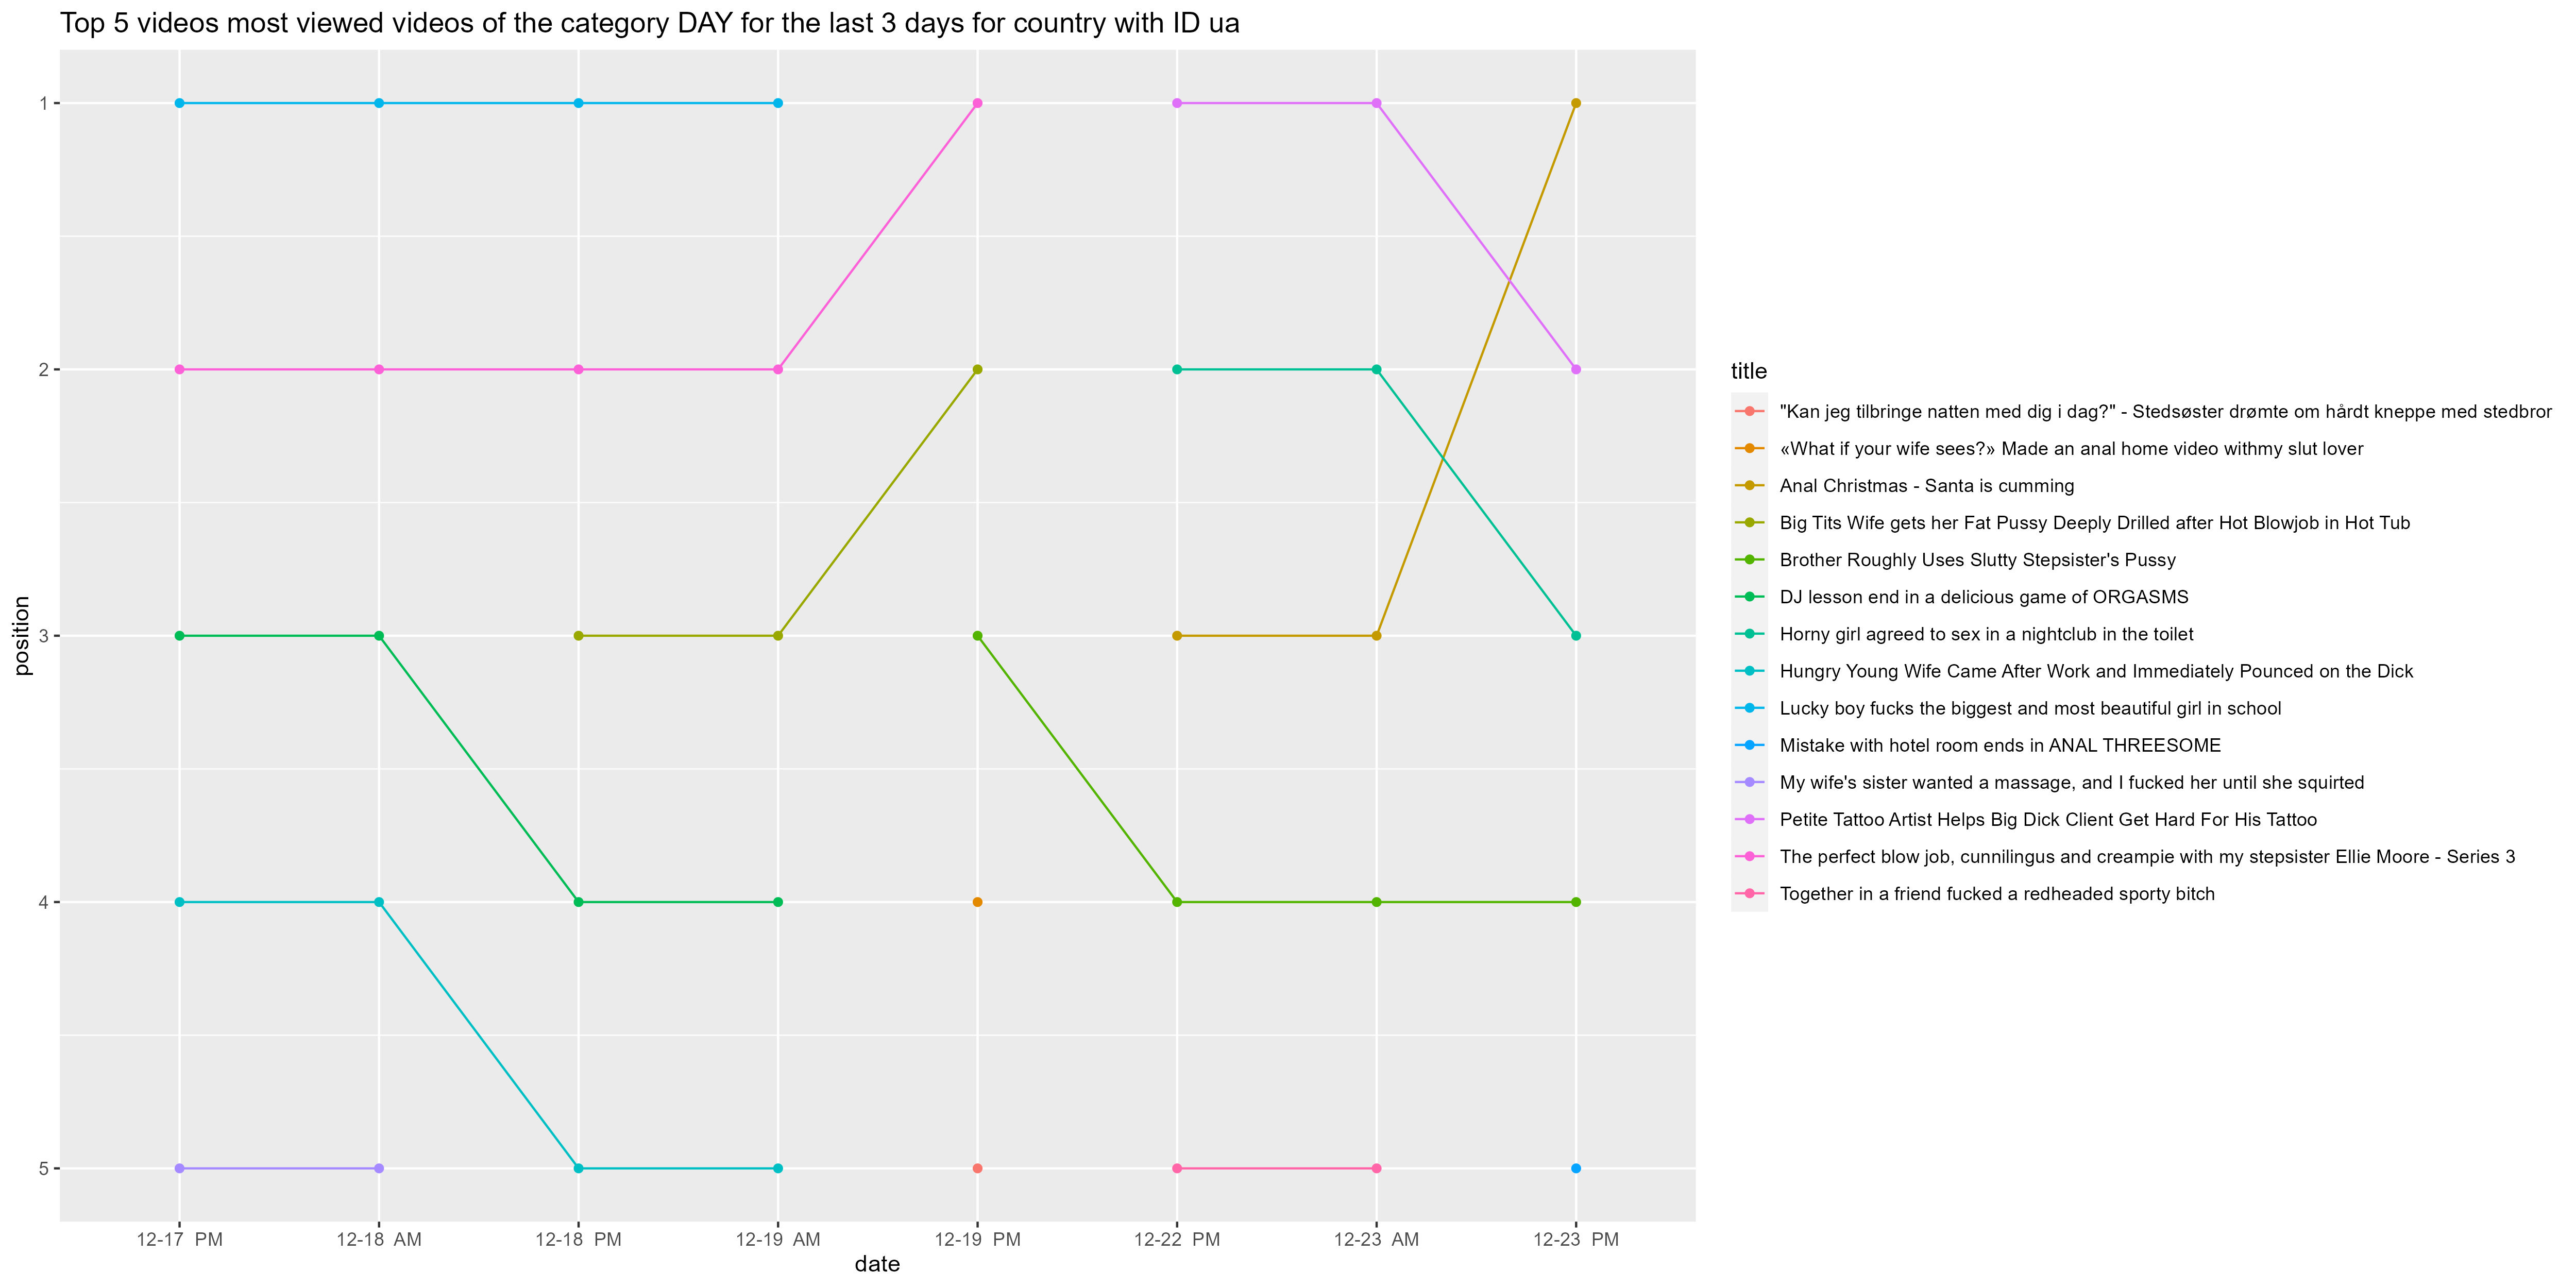 Top 5 videos most viewed videos of the category DAY for the last 3 days for country with ID ua
position
1
2
3
4
5
12-17 PM
12-18 AM
12-18 PM
12-19 AM
12-19 PM
12-22 PM
12-23 AM
12-23 PM
date
title
"Kan jeg tilbringe natten med dig i dag?" - Stedsøster drømte om hårdt kneppe med stedbror
«What if your wife sees?» Made an anal home video withmy slut lover
Anal Christmas - Santa is cumming
Big Tits Wife gets her Fat Pussy Deeply Drilled after Hot Blowjob in Hot Tub
Brother Roughly Uses Slutty Stepsister's Pussy
DJ lesson end in a delicious game of ORGASMS
Horny girl agreed to sex in a nightclub in the toilet
Hungry Young Wife Came After Work and Immediately Pounced on the Dick
Lucky boy fucks the biggest and most beautiful girl in school
Mistake with hotel room ends in ANAL THREESOME
My wife's sister wanted a massage, and I fucked her until she squirted
Petite Tattoo Artist Helps Big Dick Client Get Hard For His Tattoo
The perfect blow job, cunnilingus and creampie with my stepsister Ellie Moore - Series 3
Together in a friend fucked a redheaded sporty bitch